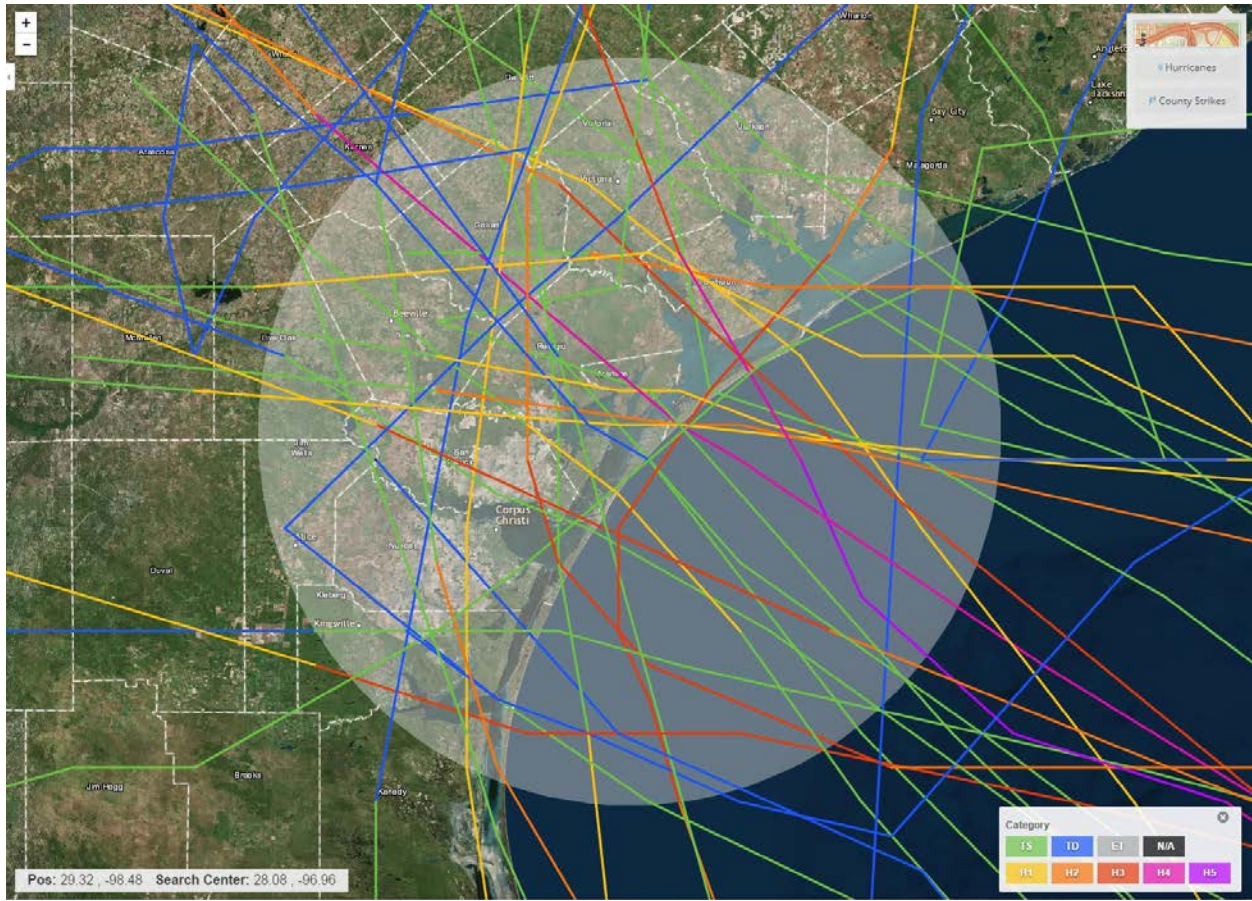 +
−
Wharton
Angleton
Hurricanes
Lake
Jackson
County Strikes
Bay City
Victoria
Jackson
Karnes
Atascosa
Matagorda
Victoria
Goliad
Beeville
McMullen
Live Oak
Bee
Refugio
Aransas
Jim
Wells
San
Patricio
Corpus
Christi
Alice
Nueces
Duval
Kleberg
Kingsville
Jim Hogg
Brooks
Kenedy
Category
TS
TD
ET
N/A
H1
H2
H3
H4
H5
Pos: 29.32 , -98.48 Search Center: 28.08 , -96.96